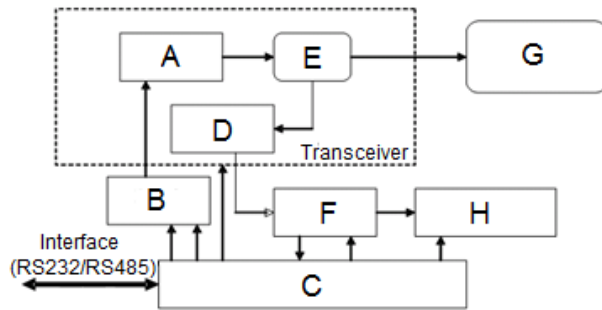 A
E
G
D
Transceiver
B
F
H
Interface
(RS232/RS485)
C